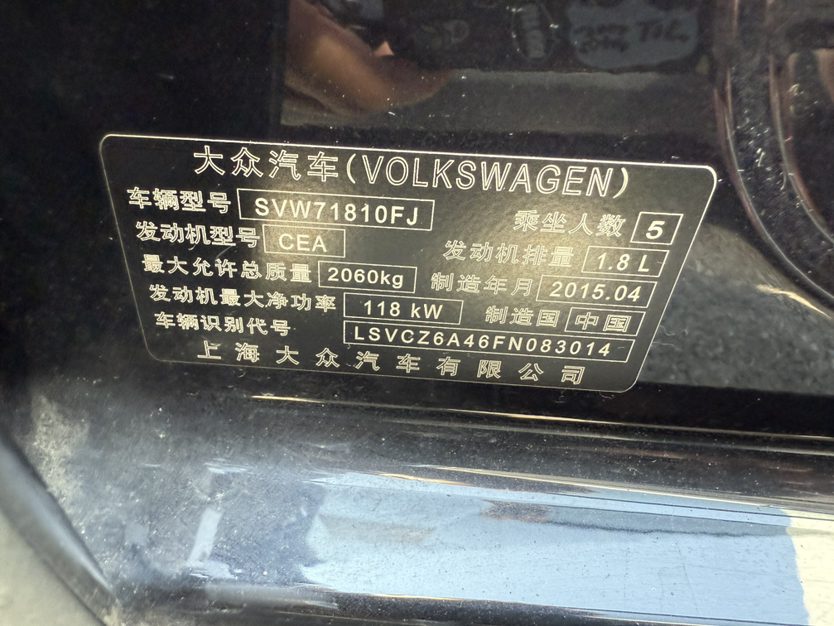 大众汽车(VOLKSWAGEN)
车辆型号 SVW71810FJ 乘坐人数 5
发动机型号 CEA 发动机排量 1.8 L
最大允许总质量 2060kg 制造年月 2015.04
发动机最大净功率 118 kW 制造国 中国
车辆识别代号 LSVCZ6A46FN083014
上海大众汽车有限公司